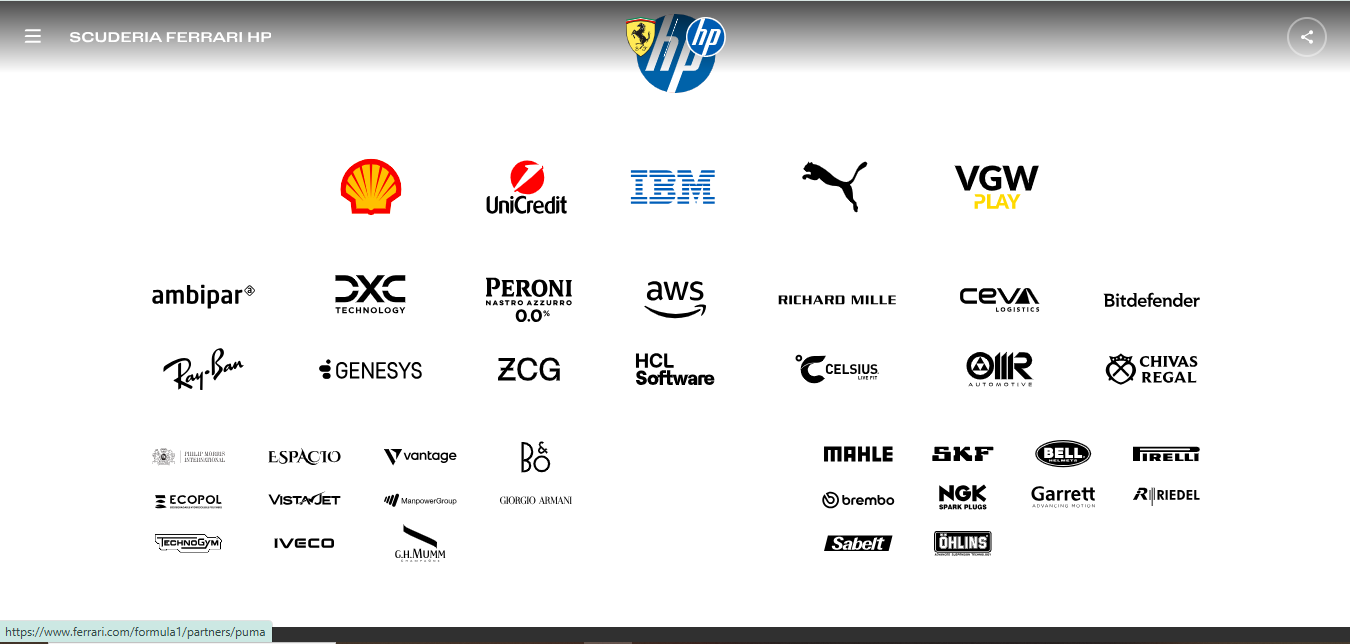 SCUDERIA FERRARI HP
hp
hp
UniCredit
IBM
VGW
PLAY
ambipar
DXC
TECHNOLOGY
PERONI
NASTRO AZZURRO
0.0%
aws
RICHARD MILLE
CEVA
LOGISTICS
Bitdefender
Ray-Ban
GENESYS
ZCG
HCL
Software
CELSIUS
LIVE FIT
OMR
AUTOMOTIVE
CHIVAS
REGAL
PHILIP MORRIS
INTERNATIONAL
ESPACIO
vantage
B&O
MAHLE
SKF
BELL
HELMETS
PIRELLI
ECOPOL
VISTAJET
ManpowerGroup
GIORGIO ARMANI
brembo
NGK
SPARK PLUGS
Garrett
ADVANCING MOTION
RIEDEL
TECHNOGYM
IVECO
G.H.MUMM
CHAMPAGNE
Sabelt
ÖHLINS
https://www.ferrari.com/formula1/partners/puma